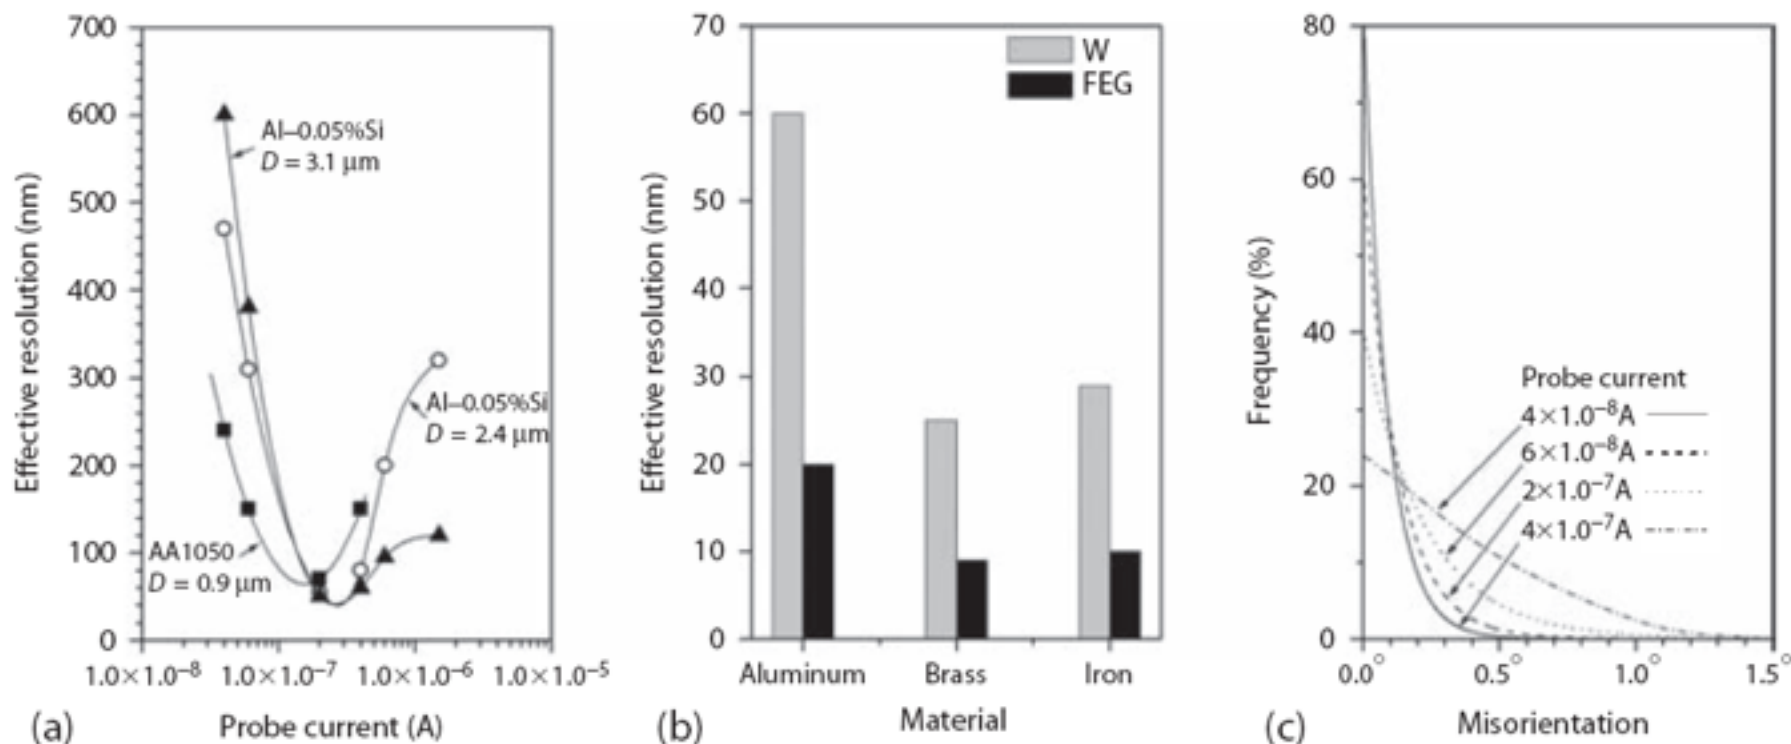 700
600
500
400
300
200
100
0
Effective resolution (nm)
Al–0.05%Si
D = 3.1 μm
Al–0.05%Si
D = 2.4 μm
AA1050
D = 0.9 μm
1.0×1.0⁻⁸
1.0×1.0⁻⁷
1.0×1.0⁻⁶
1.0×1.0⁻⁵
(a)
Probe current (A)
70
60
50
40
30
20
10
0
Effective resolution (nm)
W
FEG
Aluminum
Brass
Iron
(b)
Material
80
60
40
20
0
Frequency (%)
Probe current
4×1.0⁻⁸A
6×1.0⁻⁸A
2×1.0⁻⁷A
4×1.0⁻⁷A
0.0°
0.5°
1.0°
1.5°
(c)
Misorientation